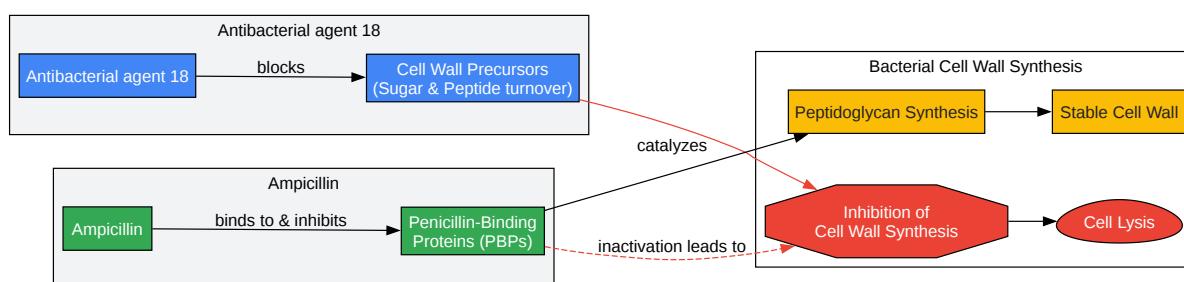 Antibacterial agent 18
Antibacterial agent 18
blocks
Cell Wall Precursors
(Sugar & Peptide turnover)
Ampicillin
Ampicillin
binds to & inhibits
Penicillin-Binding
Proteins (PBPs)
catalyzes
inactivation leads to
Bacterial Cell Wall Synthesis
Peptidoglycan Synthesis
Stable Cell Wall
Inhibition of
Cell Wall Synthesis
Cell Lysis